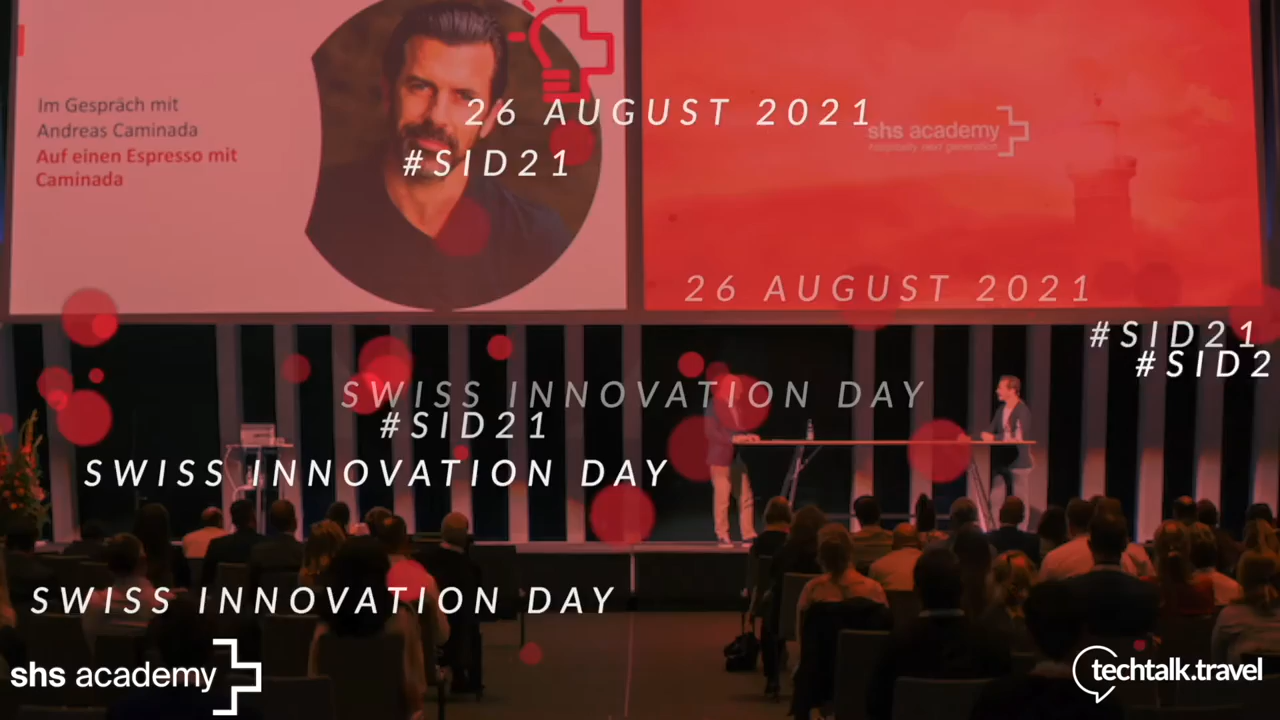 Im Gespräch mit
Andreas Caminada
Auf einen Espresso mit
Caminada
26 AUGUST 2021
#SID21
shs academy
hospitality next generation
26 AUGUST 2021
#SID21
#SID2
SWISS INNOVATION DAY
#SID21
SWISS INNOVATION DAY
SWISS INNOVATION DAY
shs academy
techtalk.travel